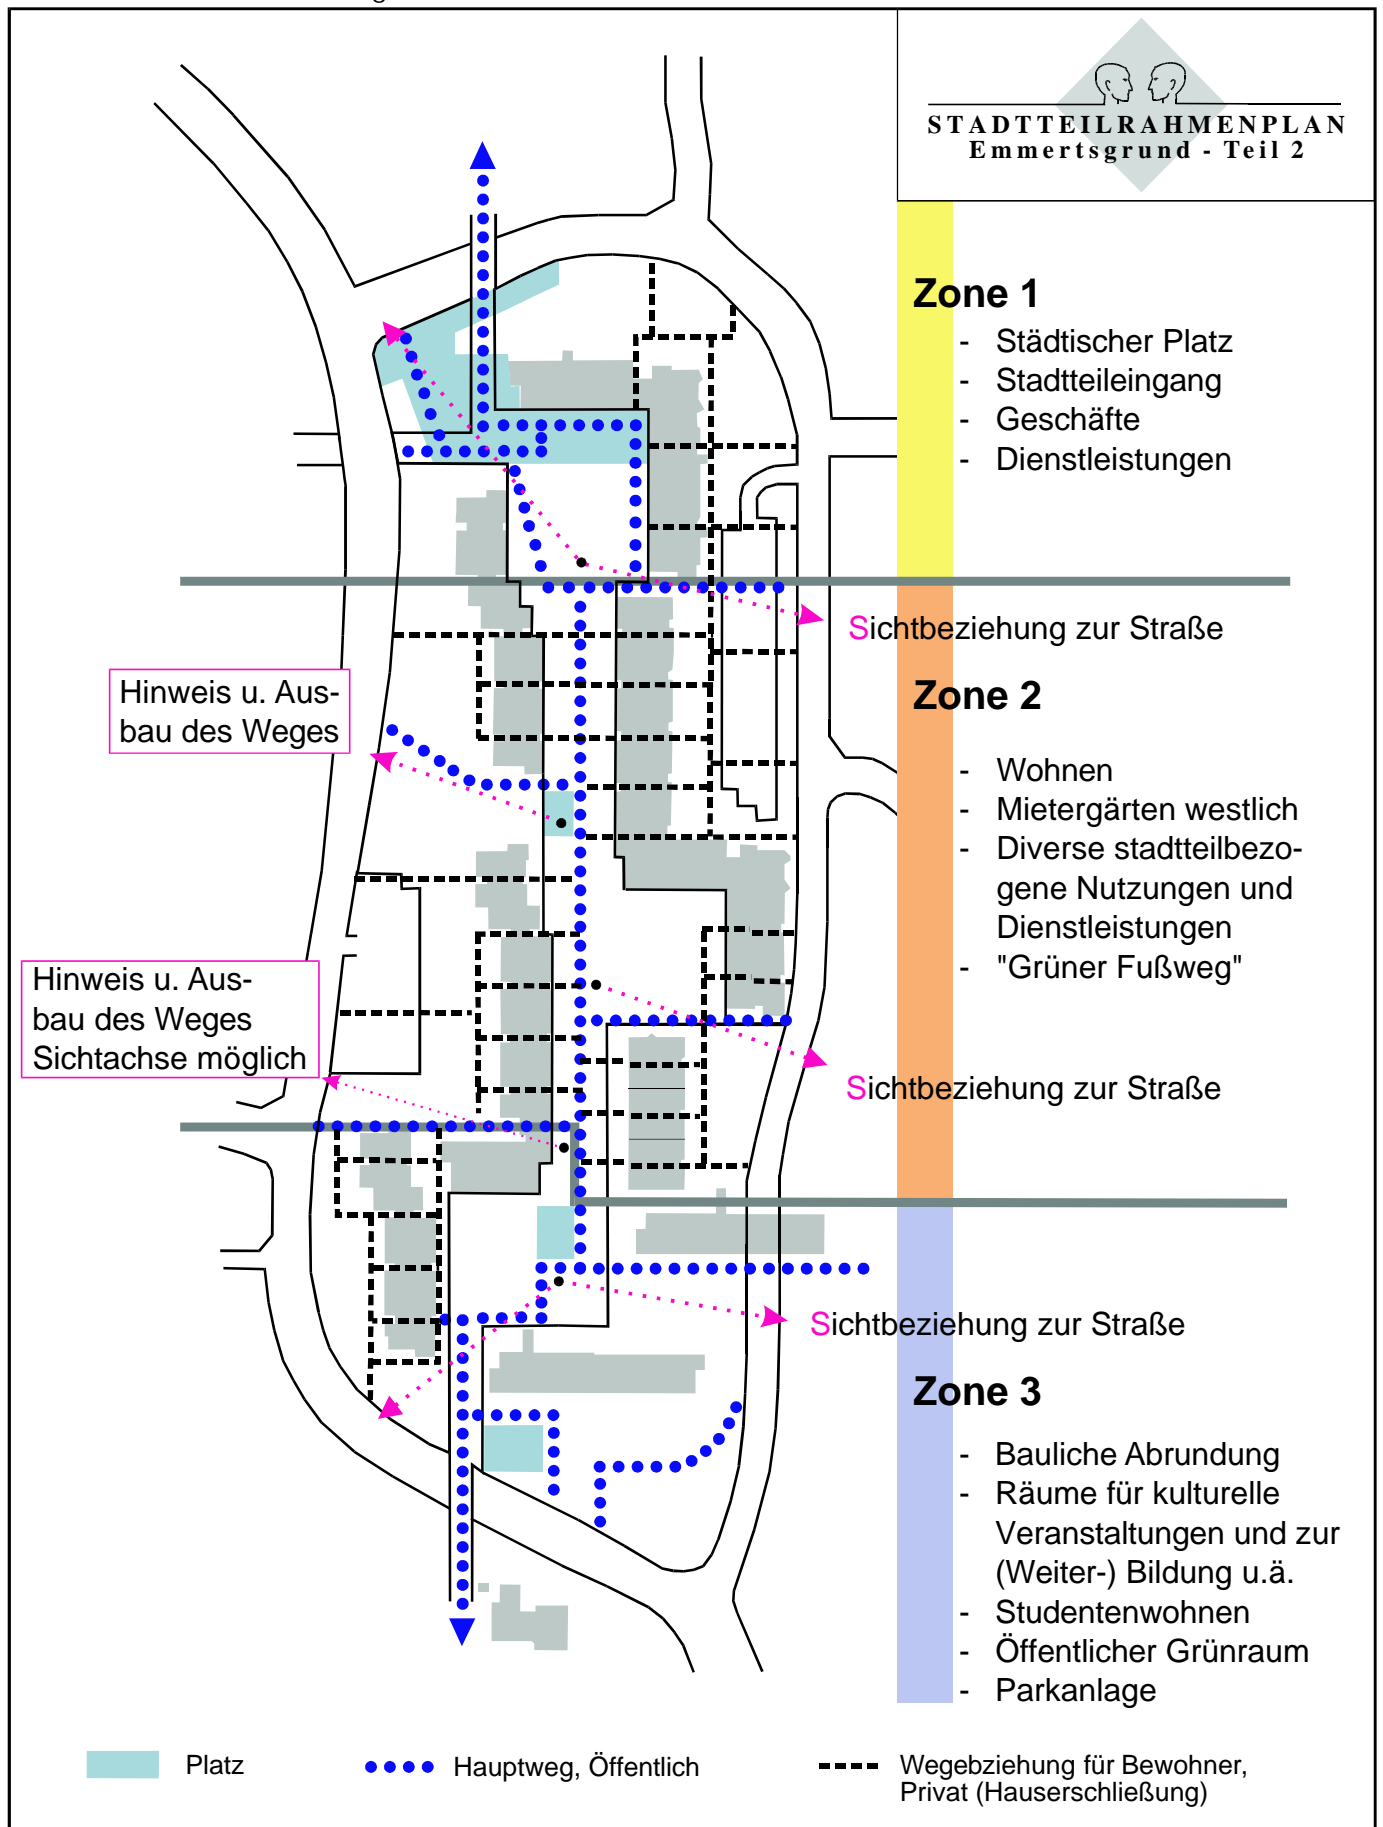 STADTTEILRAHMENPLAN
Emmertsgrund - Teil 2
Zone 1
- Städtischer Platz
- Stadtteileingang
- Geschäfte
- Dienstleistungen
Sichtbeziehung zur Straße
Hinweis u. Aus-
bau des Weges
Zone 2
- Wohnen
- Mietergärten westlich
- Diverse stadtteilbezo-
gene Nutzungen und
Dienstleistungen
- "Grüner Fußweg"
Hinweis u. Aus-
bau des Weges
Sichtachse möglich
Sichtbeziehung zur Straße
Sichtbeziehung zur Straße
Zone 3
- Bauliche Abrundung
- Räume für kulturelle
Veranstaltungen und zur
(Weiter-) Bildung u.ä.
- Studentenwohnen
- Öffentlicher Grünraum
- Parkanlage
Platz
Hauptweg, Öffentlich
Wegebziehung für Bewohner,
Privat (Hauserschließung)